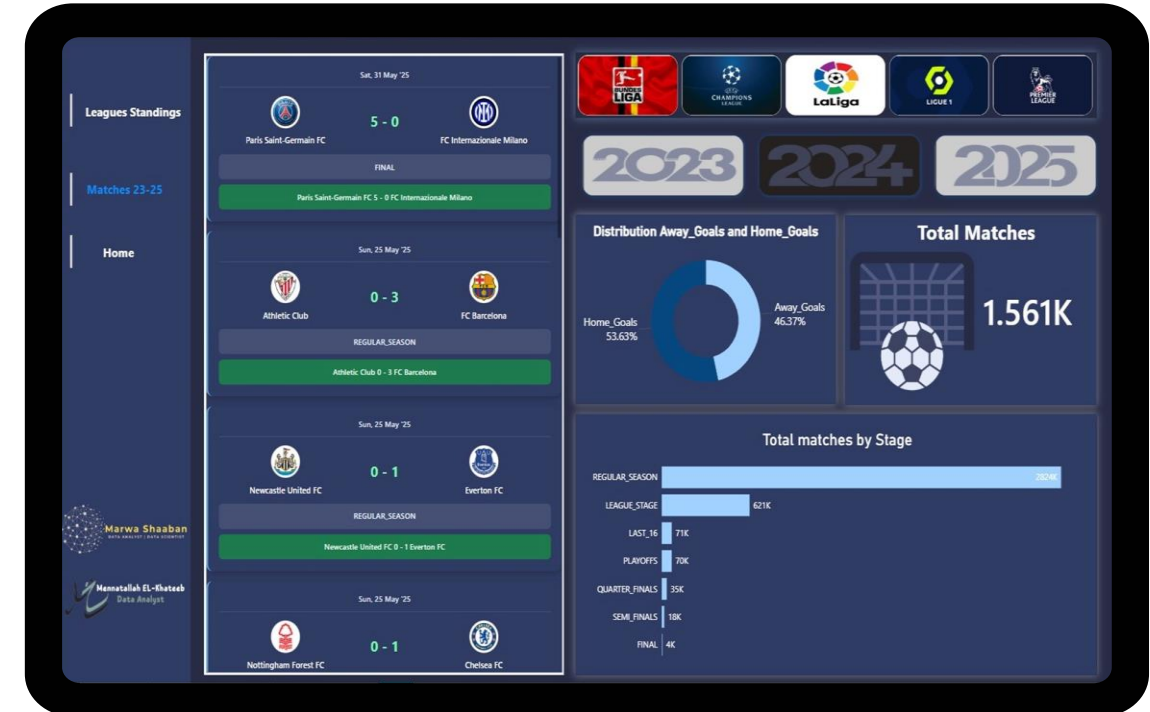 Leagues Standings
Matches 23-25
Home
Marwa Shaaban
DATA ANALYST | DATA SCIENTIST
Mennatallah EL-Khateeb
Data Analyst
Sat, 31 May '25
5 - 0
Paris Saint-Germain FC
FC Internazionale Milano
FINAL
Paris Saint-Germain FC 5 - 0 FC Internazionale Milano
Sun, 25 May '25
0 - 3
Athletic Club
FC Barcelona
REGULAR_SEASON
Athletic Club 0 - 3 FC Barcelona
Sun, 25 May '25
0 - 1
Newcastle United FC
Everton FC
REGULAR_SEASON
Newcastle United FC 0 - 1 Everton FC
Sun, 25 May '25
0 - 1
Nottingham Forest FC
Chelsea FC
BUNDES
LIGA
CHAMPIONS
LEAGUE
LaLiga
LIGUE 1
PREMIER
LEAGUE
2023
2024
2025
Distribution Away_Goals and Home_Goals
Away_Goals
46.37%
Home_Goals
53.63%
Total Matches
1.561K
Total matches by Stage
REGULAR_SEASON
2824K
LEAGUE_STAGE
621K
LAST_16
71K
PLAYOFFS
70K
QUARTER_FINALS
35K
SEMI_FINALS
18K
FINAL
4K